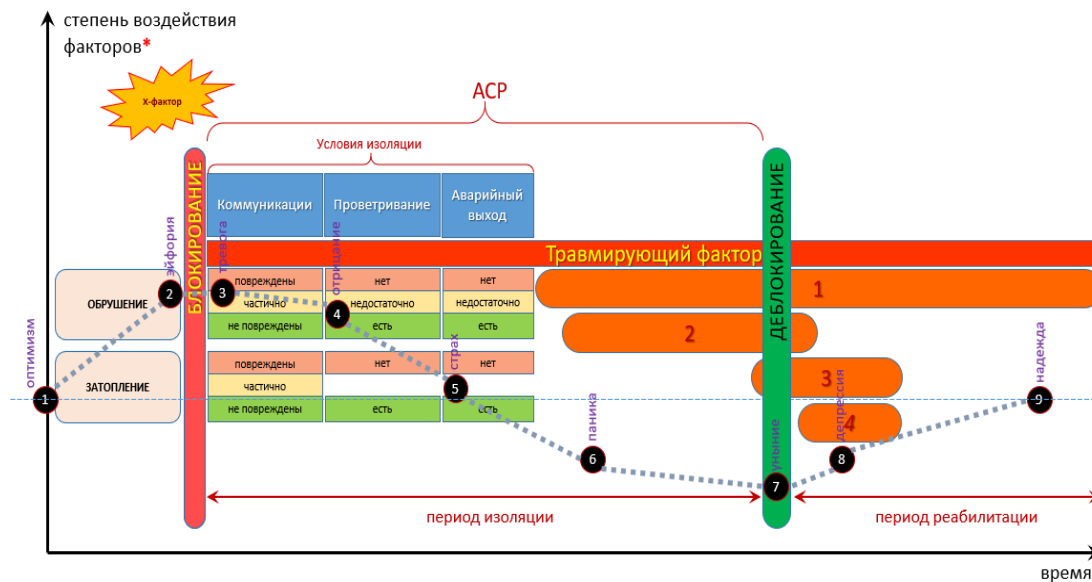 степень воздействия
факторов*
Х-фактор
АСР
Условия изоляции
БЛОКИРОВАНИЕ
Коммуникации
Проветривание
Аварийный
выход
ДЕБЛОКИРОВАНИЕ
Травмирующий фактор
ОБРУШЕНИЕ
повреждены
нет
нет
частично
недостаточно
недостаточно
не повреждены
есть
есть
ЗАТОПЛЕНИЕ
повреждены
нет
нет
частично
не повреждены
есть
есть
1
2
3
4
оптимизм
1
эйфория
2
тревога
3
отрицание
4
страх
5
паника
6
уныние
7
депрессия
8
надежда
9
период изоляции
период реабилитации
время